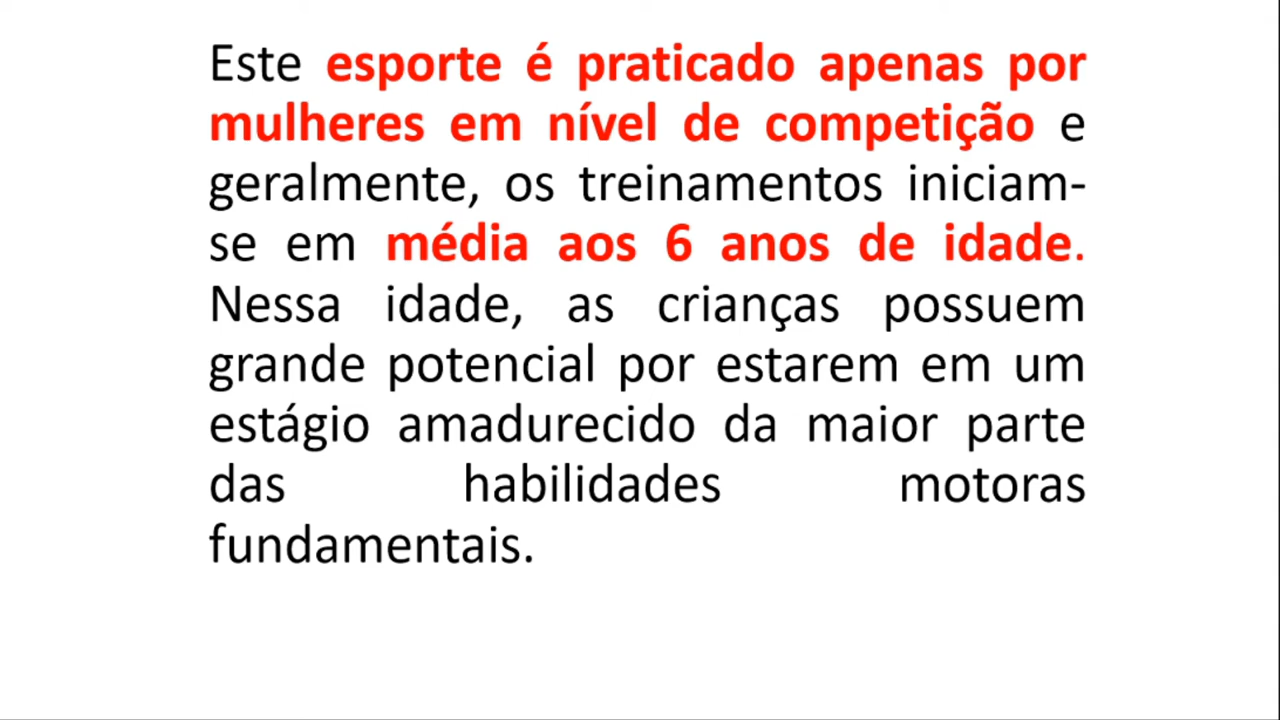 Este esporte é praticado apenas por
mulheres em nível de competição e
geralmente, os treinamentos iniciam-
se em média aos 6 anos de idade.
Nessa idade, as crianças possuem
grande potencial por estarem em um
estágio amadurecido da maior parte
das habilidades motoras
fundamentais.